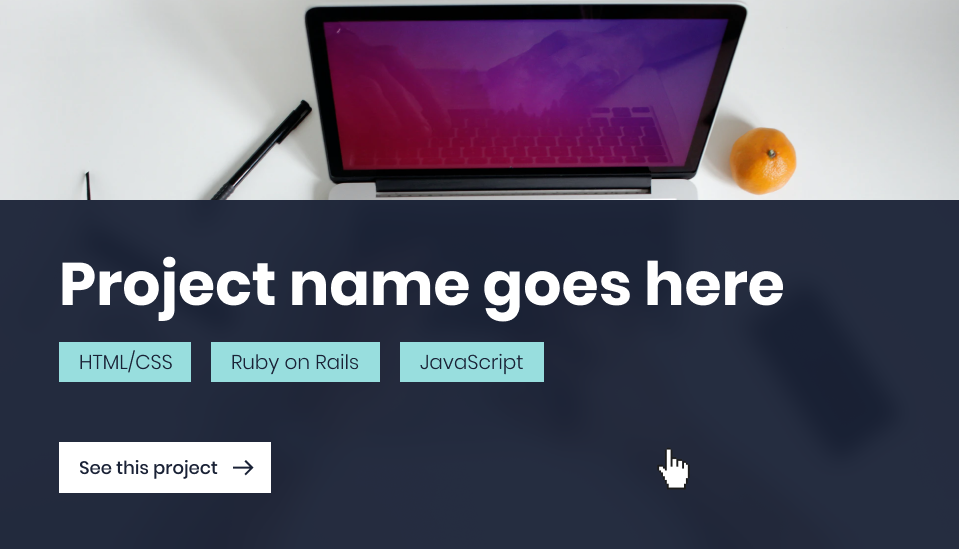 Project name goes here
HTML/CSS
Ruby on Rails
JavaScript
See this project →